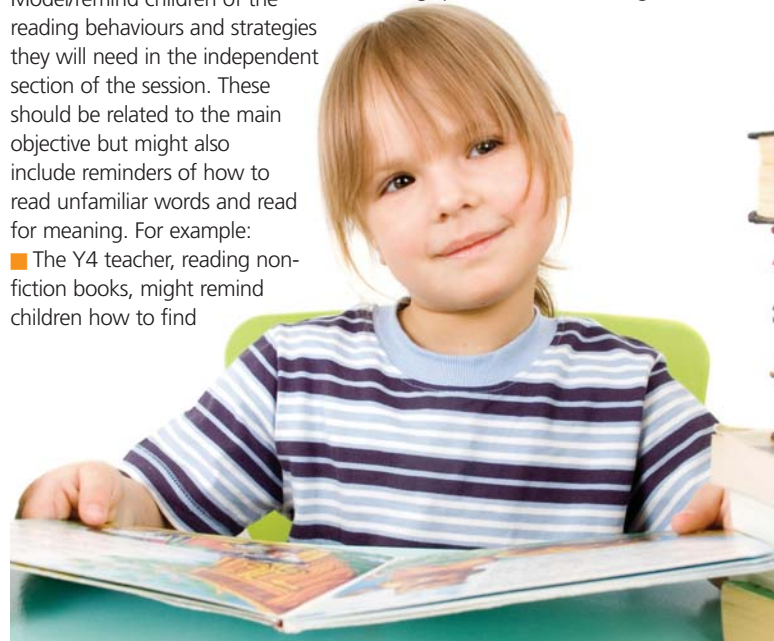 Model/remind children of the
reading behaviours and strategies
they will need in the independent
section of the session. These
should be related to the main
objective but might also
include reminders of how to
read unfamiliar words and read
for meaning. For example:
■ The Y4 teacher, reading non-
fiction books, might remind
children how to find